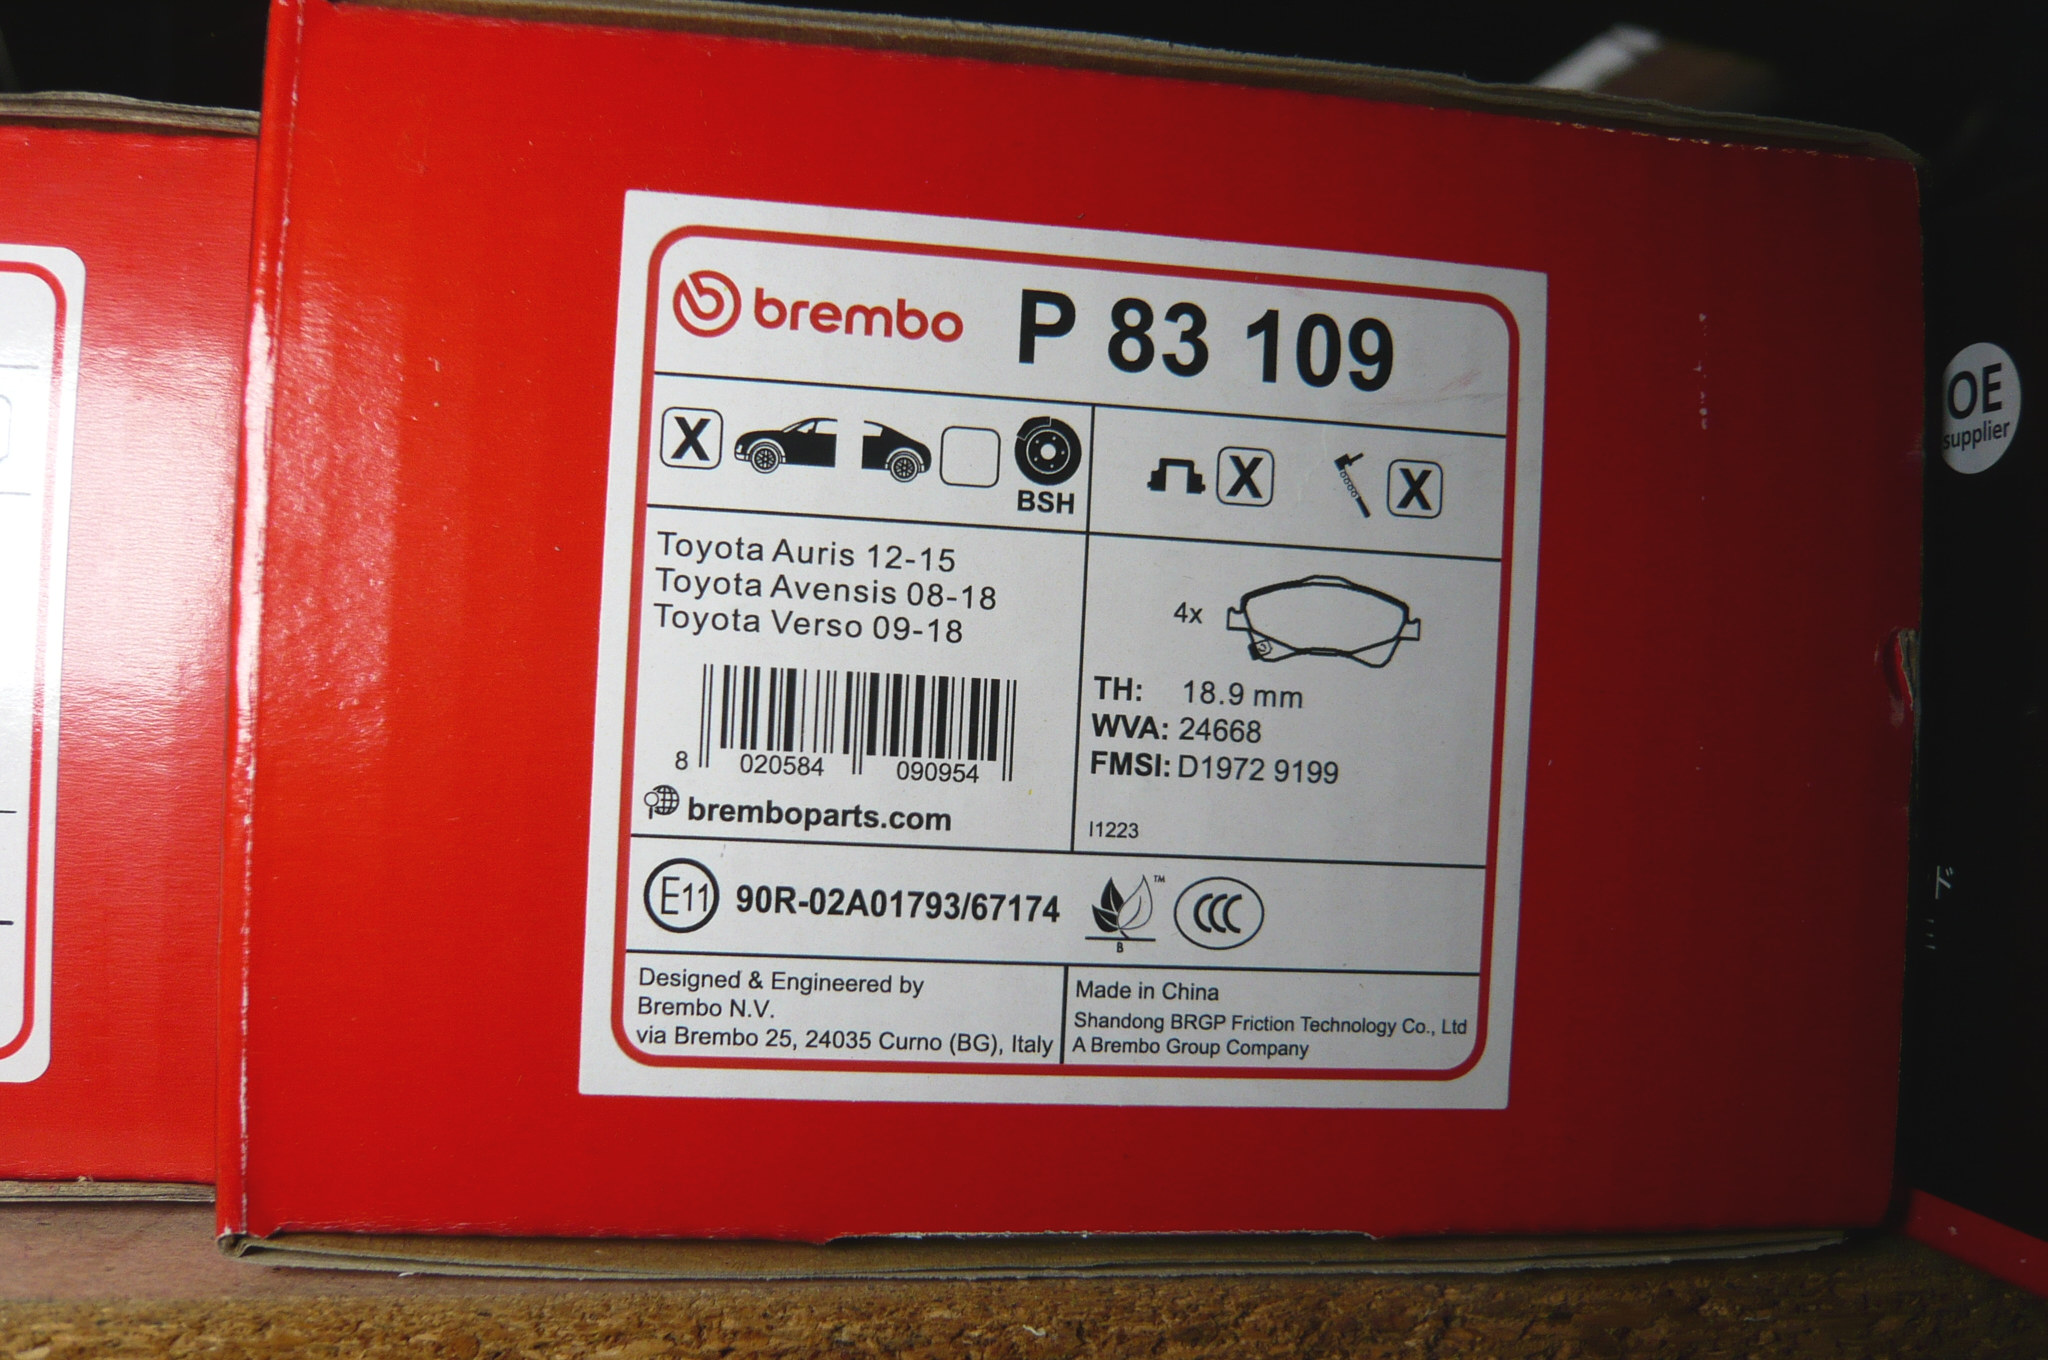 brembo P 83 109
X
BSH
X
X
Toyota Auris 12-15
Toyota Avensis 08-18
Toyota Verso 09-18
8 020584 090954
bremboparts.com
4x
TH: 18.9 mm
WVA: 24668
FMSI: D1972 9199
I1223
E11 90R-02A01793/67174
TM
B
CCC
Designed & Engineered by
Brembo N.V.
via Brembo 25, 24035 Curno (BG), Italy
Made in China
Shandong BRGP Friction Technology Co., Ltd
A Brembo Group Company
OE
supplier
ド